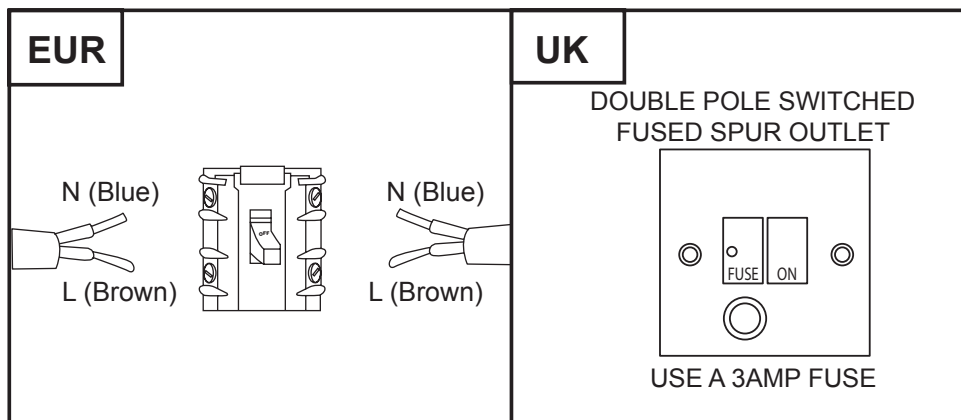 EUR
N (Blue)
L (Brown)
OFF
N (Blue)
L (Brown)
UK
DOUBLE POLE SWITCHED
FUSED SPUR OUTLET
FUSE
ON
USE A 3AMP FUSE